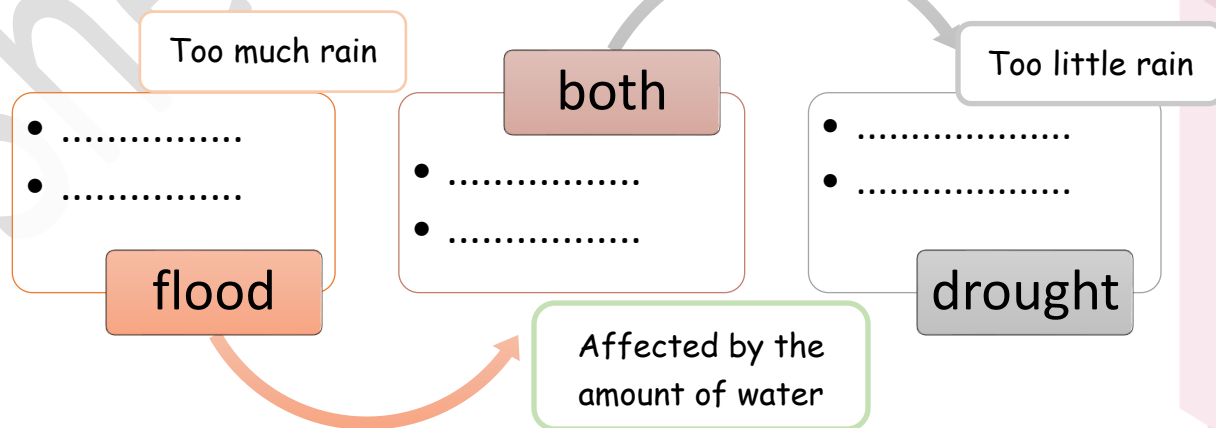 Too much rain
• ................
• ................
flood
both
• .................
• .................
Affected by the
amount of water
Too little rain
• ...................
• ...................
drought